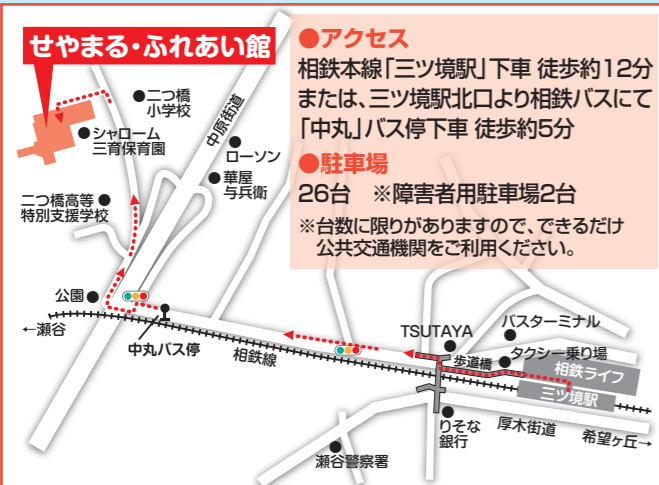 せやまる・ふれあい館
●アクセス
相鉄本線「三ツ境駅」下車 徒歩約12分
または、三ツ境駅北口より相鉄バスにて
「中丸」バス停下車 徒歩約5分
●駐車場
26台 ※障害者用駐車場2台
※台数に限りがありますので、できるだけ
公共交通機関をご利用ください。
二つ橋
小学校
シャローム
三育保育園
中原街道
ローソン
華屋
与兵衛
二つ橋高等
特別支援学校
公園
←瀬谷
中丸バス停
相鉄線
TSUTAYA
バスターミナル
歩道橋
タクシー乗り場
相鉄ライフ
三ツ境駅
りそな
銀行
厚木街道
希望ヶ丘→
瀬谷警察署